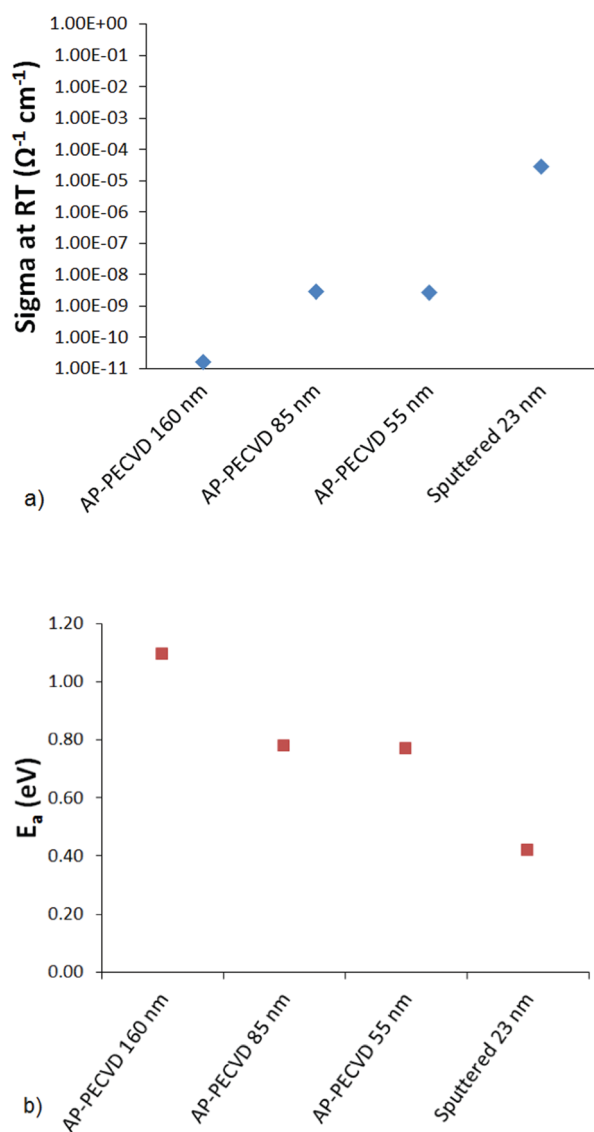 1.00E+00
1.00E-01
1.00E-02
1.00E-03
1.00E-04
1.00E-05
1.00E-06
1.00E-07
1.00E-08
1.00E-09
1.00E-10
1.00E-11
Sigma at RT (Ω⁻¹ cm⁻¹)
AP-PECVD 160 nm
AP-PECVD 85 nm
AP-PECVD 55 nm
Sputtered 23 nm
a)
1.20
1.00
0.80
0.60
0.40
0.20
0.00
Eₐ (eV)
AP-PECVD 160 nm
AP-PECVD 85 nm
AP-PECVD 55 nm
Sputtered 23 nm
b)